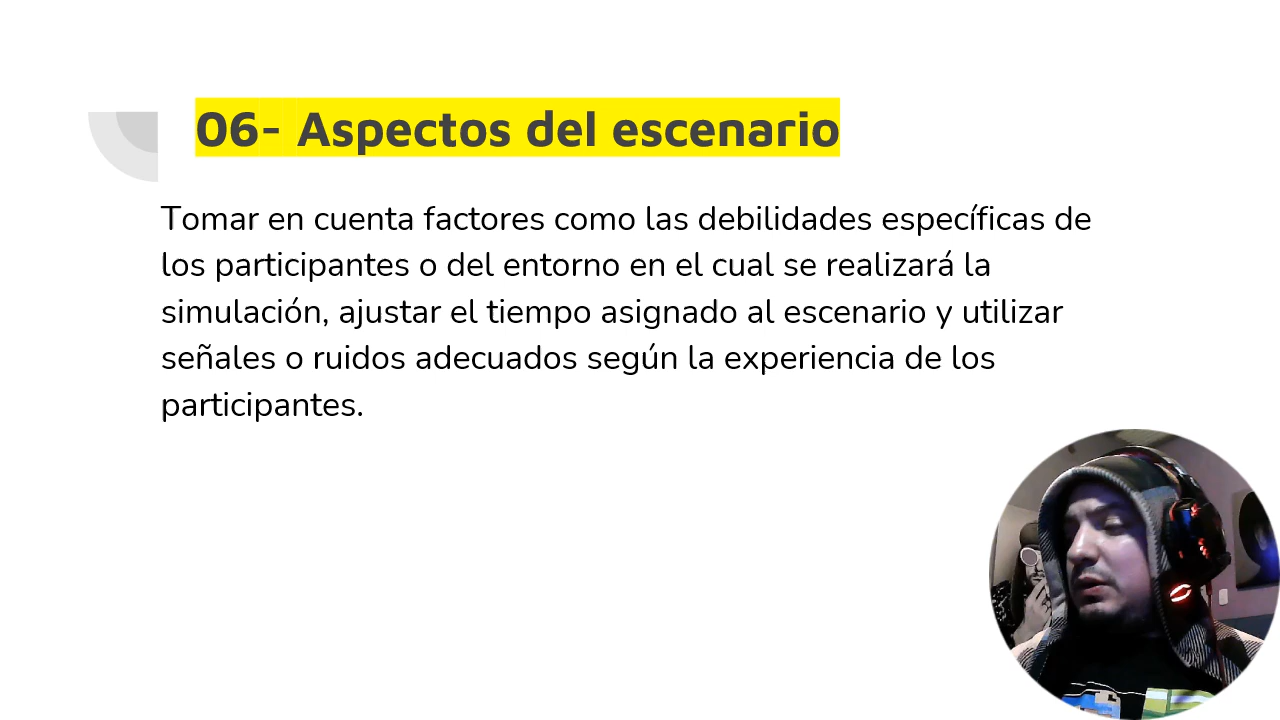 06- Aspectos del escenario
Tomar en cuenta factores como las debilidades específicas de
los participantes o del entorno en el cual se realizará la
simulación, ajustar el tiempo asignado al escenario y utilizar
señales o ruidos adecuados según la experiencia de los
participantes.